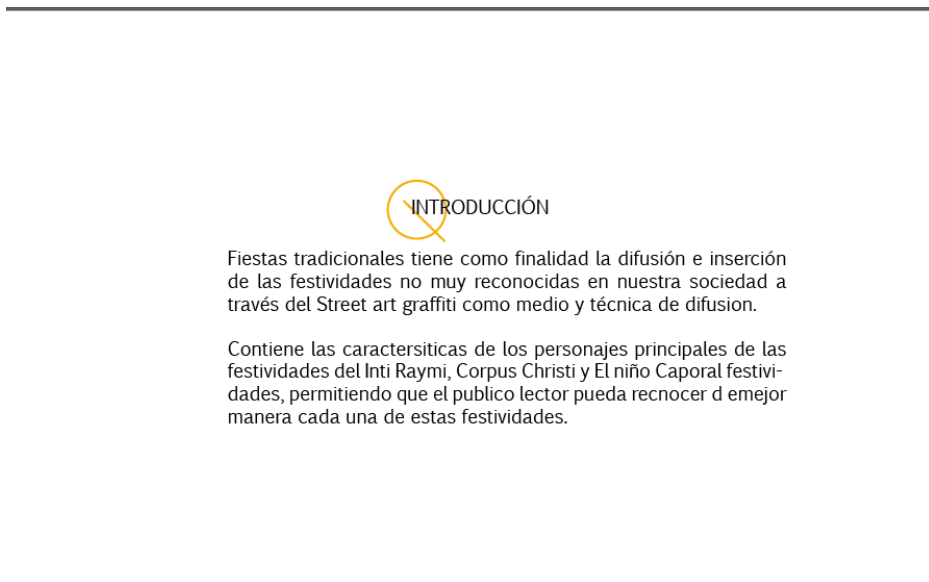 INTRODUCCIÓN
Fiestas tradicionales tiene como finalidad la difusión e inserción
de las festividades no muy reconocidas en nuestra sociedad a
través del Street art graffiti como medio y técnica de difusion.
Contiene las caractersiticas de los personajes principales de las
festividades del Inti Raymi, Corpus Christi y El niño Caporal festivi-
dades, permitiendo que el publico lector pueda recnocer d emejor
manera cada una de estas festividades.